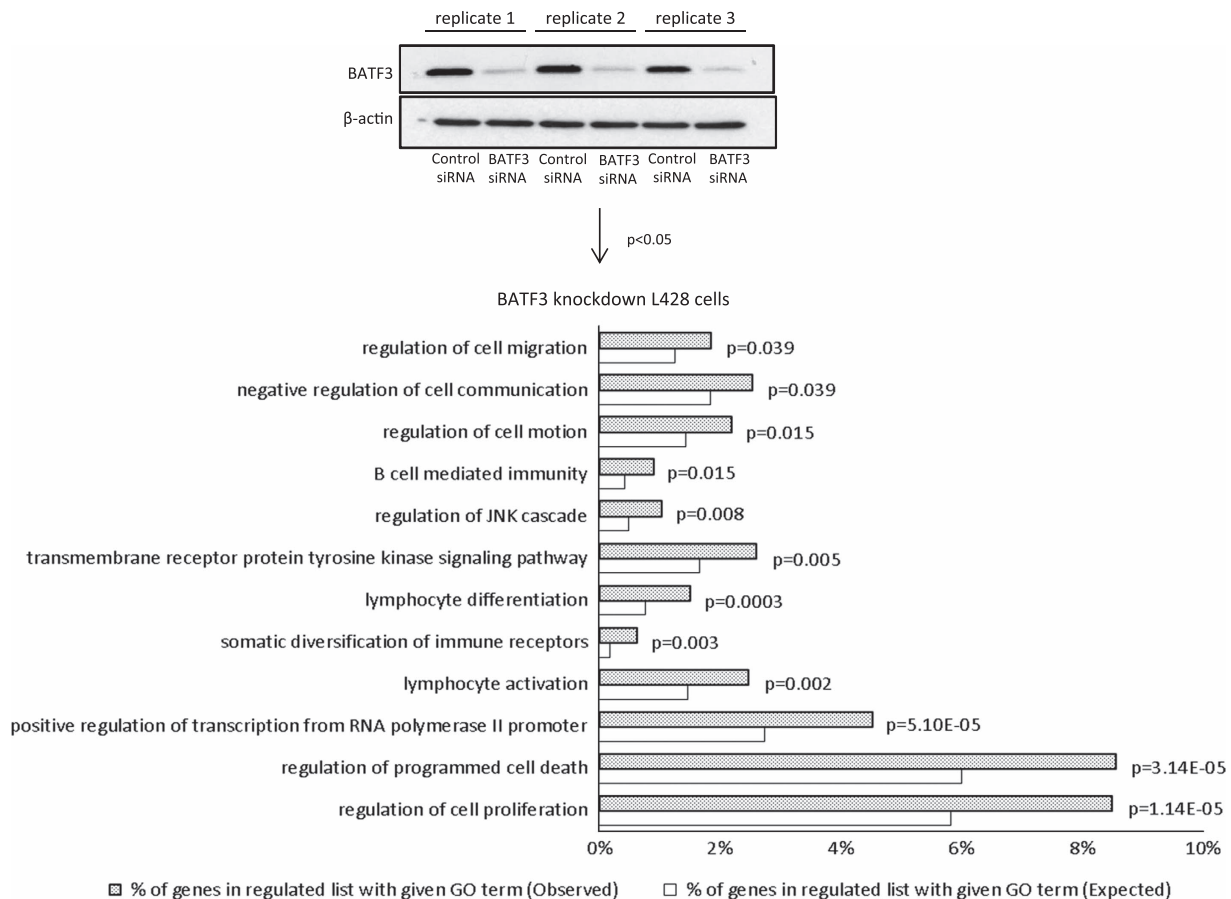 replicate 1 replicate 2 replicate 3
BATF3
β-actin
Control BATF3 Control BATF3 Control BATF3
siRNA siRNA siRNA siRNA siRNA siRNA
p<0.05
BATF3 knockdown L428 cells
regulation of cell migration p=0.039
negative regulation of cell communication p=0.039
regulation of cell motion p=0.015
B cell mediated immunity p=0.015
regulation of JNK cascade p=0.008
transmembrane receptor protein tyrosine kinase signaling pathway p=0.005
lymphocyte differentiation p=0.0003
somatic diversification of immune receptors p=0.003
lymphocyte activation p=0.002
positive regulation of transcription from RNA polymerase II promoter p=5.10E-05
regulation of programmed cell death p=3.14E-05
regulation of cell proliferation p=1.14E-05
0% 2% 4% 6% 8% 10%
% of genes in regulated list with given GO term (Observed) % of genes in regulated list with given GO term (Expected)